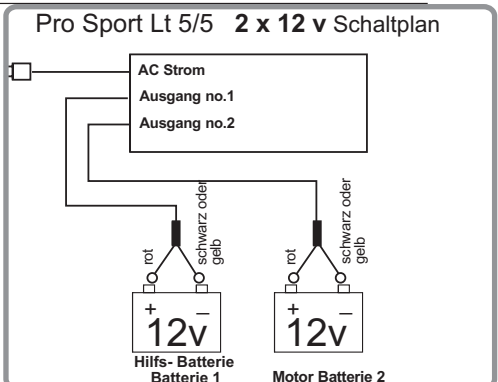 Pro Sport Lt 5/5 2 x 12 v Schaltplan
AC Strom
Ausgang no.1
Ausgang no.2
rot
schwarz oder
gelb
rot
schwarz oder
gelb
+ –
12v
+ –
12v
Hilfs- Batterie
Batterie 1
Motor Batterie 2